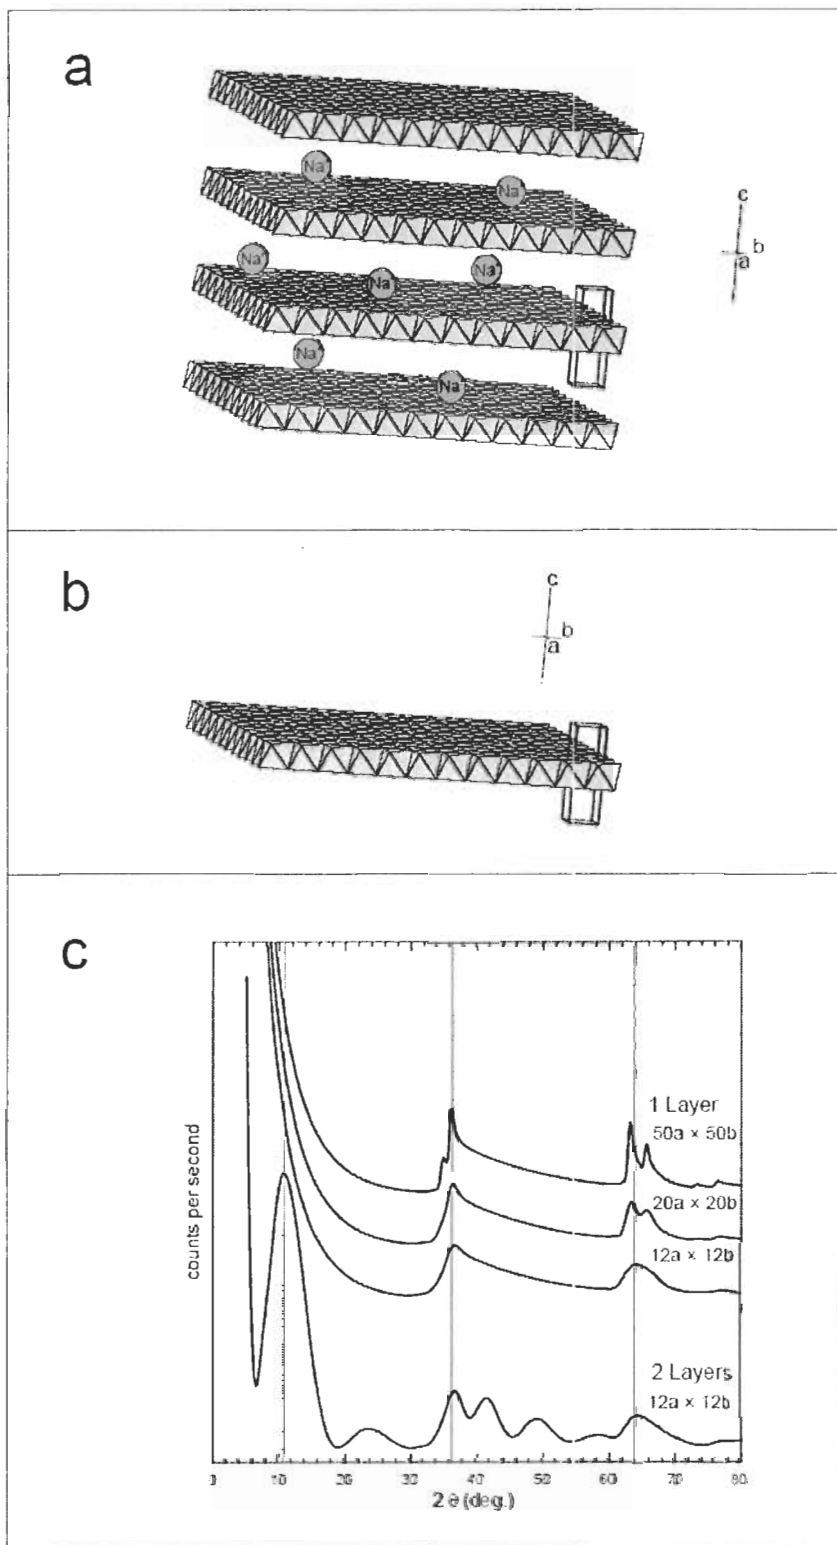 a
Na⁺
Na⁺
Na⁺
Na⁺
Na⁺
Na⁺
Na⁺
c
b
a
b
c
b
a
c
counts per second
1 Layer
50a × 50b
20a × 20b
12a × 12b
2 Layers
12a × 12b
0 10 20 30 40 50 60 70 80
2 θ (deg.)